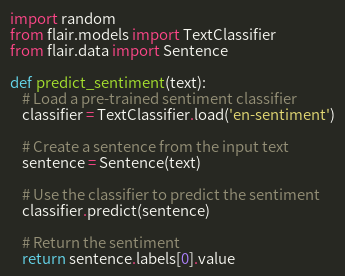 import random
from flair.models import TextClassifier
from flair.data import Sentence
def predict_sentiment(text):
# Load a pre-trained sentiment classifier
classifier = TextClassifier.load('en-sentiment')
# Create a sentence from the input text
sentence = Sentence(text)
# Use the classifier to predict the sentiment
classifier.predict(sentence)
# Return the sentiment
return sentence.labels[0].value